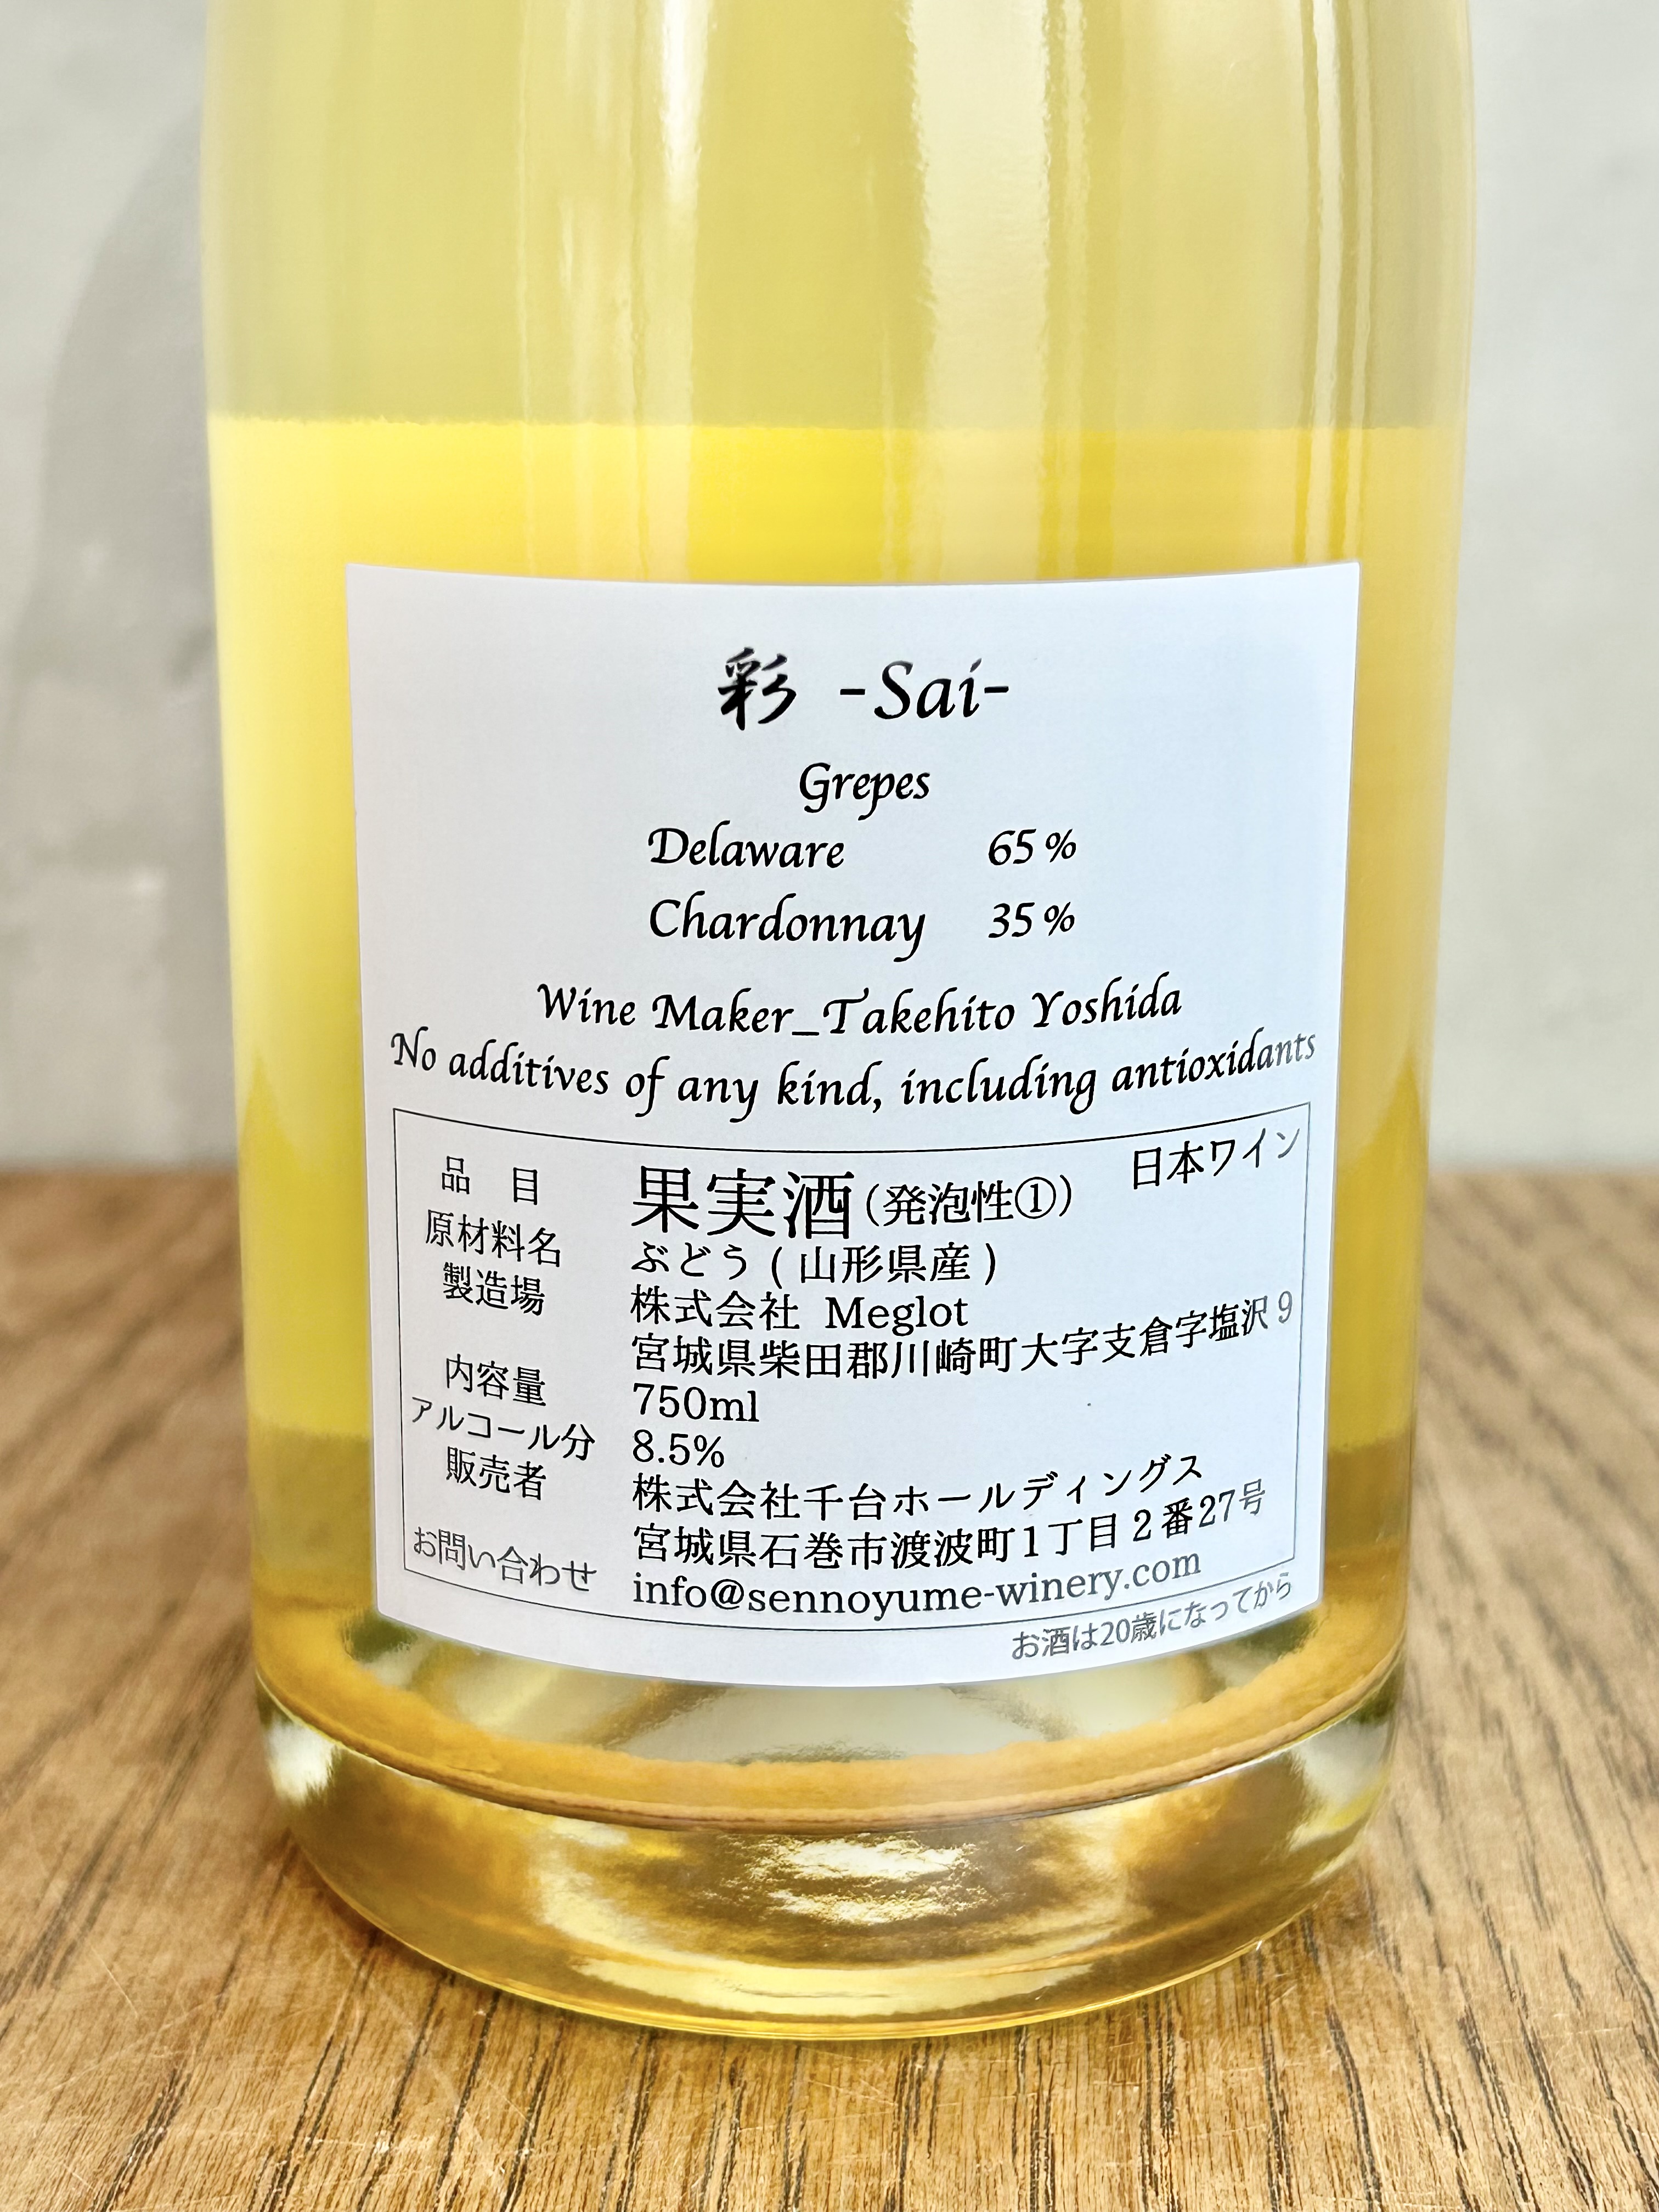 彩 -Sai-
Grepes
Delaware 65%
Chardonnay 35%
Wine Maker_Takehito Yoshida
No additives of any kind, including antioxidants
日本ワイン
品 目 果実酒(発泡性①)
原材料名 ぶどう(山形県産)
製造場 株式会社 Meglot
宮城県柴田郡川崎町大字支倉字塩沢9
内容量 750ml
アルコール分 8.5%
販売者 株式会社千台ホールディングス
宮城県石巻市渡波町1丁目2番27号
お問い合わせ info@sennoyume-winery.com
お酒は20歳になってから